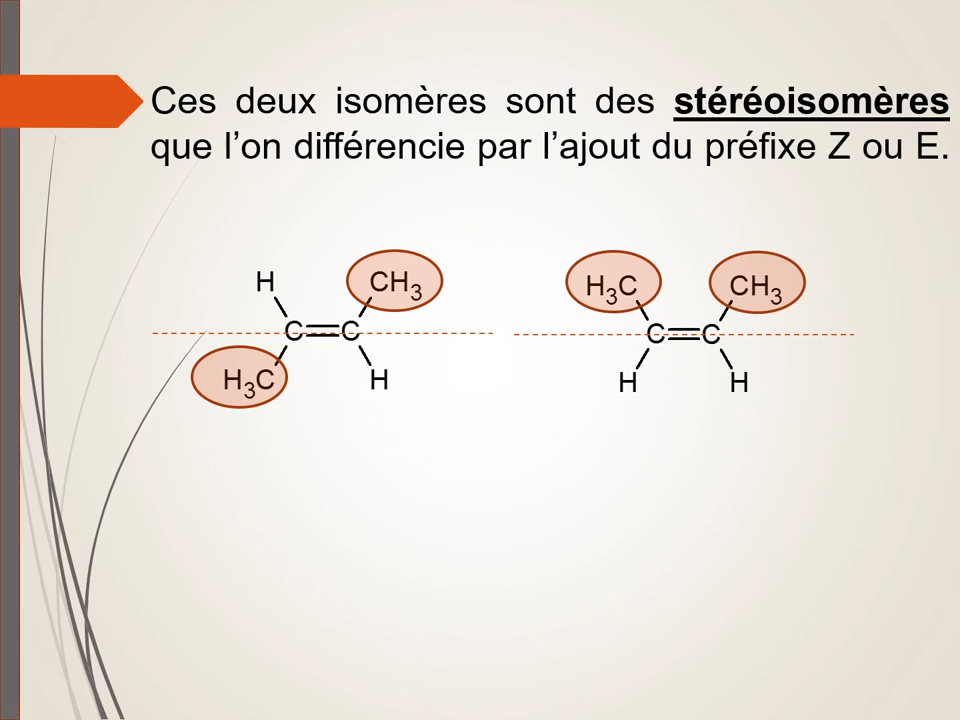 Ces deux isomères sont des stéréoisomères
que l’on différencie par l’ajout du préfixe Z ou E.
H CH3 H3C CH3
C C C C
H3C H H H